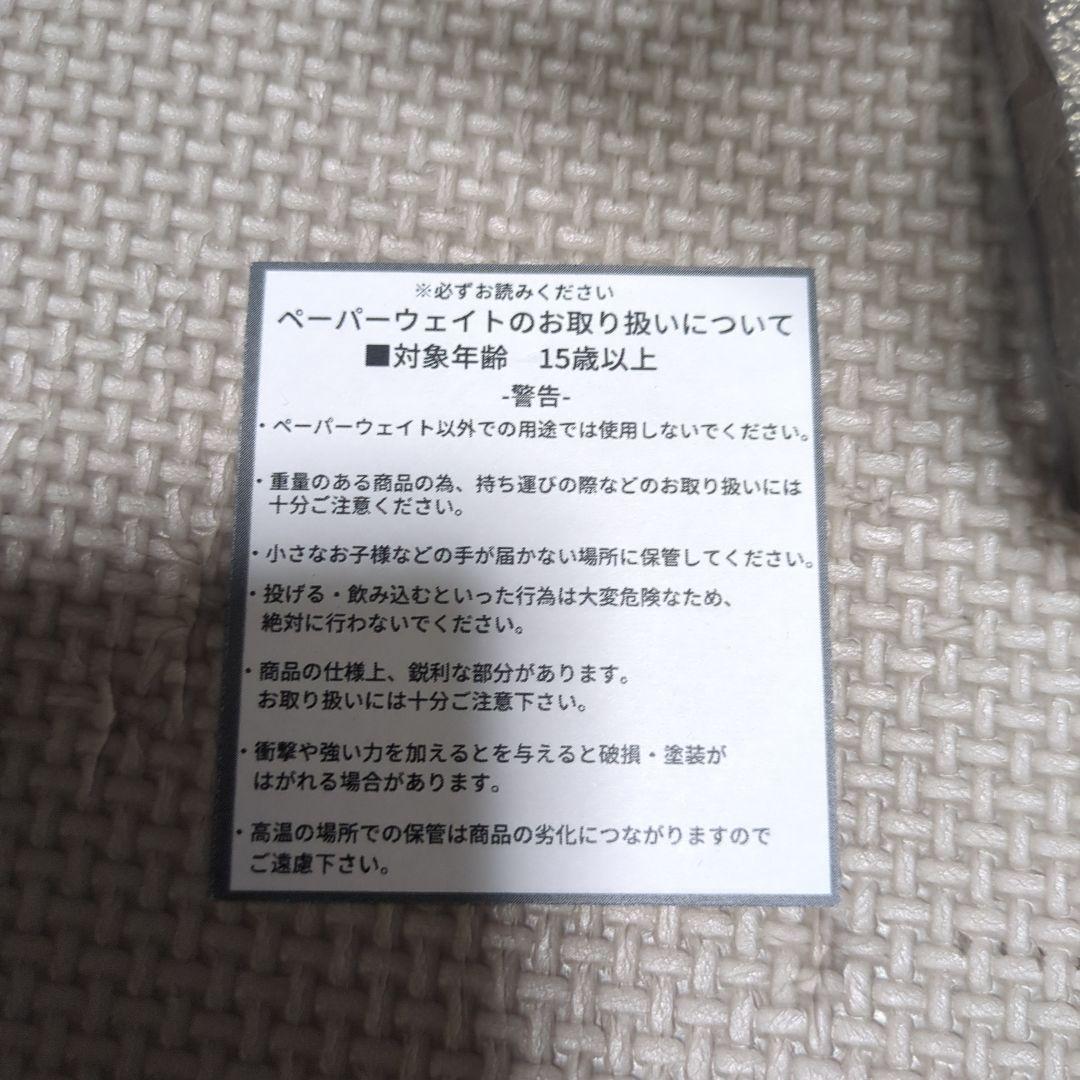 ※必ずお読みください
ペーパーウェイトのお取り扱いについて
■対象年齢　15歳以上
-警告-
・ペーパーウェイト以外での用途では使用しないでください。
・重量のある商品の為、持ち運びの際などのお取り扱いには
十分ご注意ください。
・小さなお子様などの手が届かない場所に保管してください。
・投げる・飲み込むといった行為は大変危険なため、
絶対に行わないでください。
・商品の仕様上、鋭利な部分があります。
お取り扱いには十分ご注意下さい。
・衝撃や強い力を加えるとを与えると破損・塗装が
はがれる場合があります。
・高温の場所での保管は商品の劣化につながりますので
ご遠慮下さい。